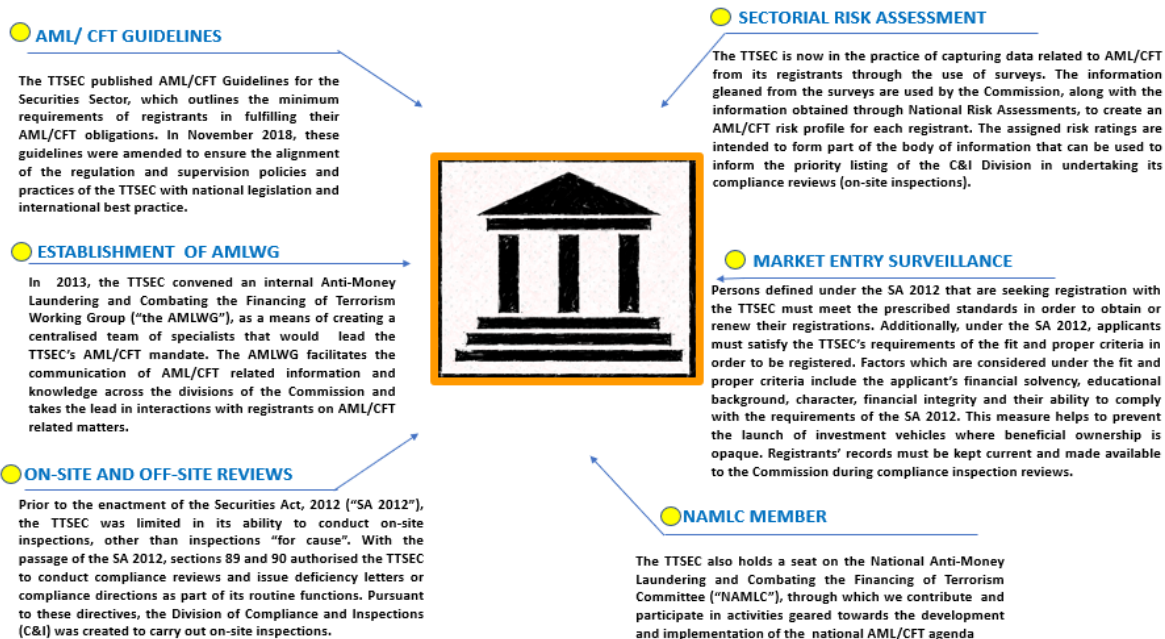 AML/ CFT GUIDELINES
The TTSEC published AML/CFT Guidelines for the
Securities Sector, which outlines the minimum
requirements of registrants in fulfilling their
AML/CFT obligations. In November 2018, these
guidelines were amended to ensure the alignment
of the regulation and supervision policies and
practices of the TTSEC with national legislation and
international best practice.
ESTABLISHMENT OF AMLWG
In 2013, the TTSEC convened an internal Anti-Money
Laundering and Combating the Financing of Terrorism
Working Group (“the AMLWG”), as a means of creating a
centralised team of specialists that would lead the
TTSEC’s AML/CFT mandate. The AMLWG facilitates the
communication of AML/CFT related information and
knowledge across the divisions of the Commission and
takes the lead in interactions with registrants on AML/CFT
related matters.
ON-SITE AND OFF-SITE REVIEWS
Prior to the enactment of the Securities Act, 2012 (“SA 2012”),
the TTSEC was limited in its ability to conduct on-site
inspections, other than inspections “for cause”. With the
passage of the SA 2012, sections 89 and 90 authorised the TTSEC
to conduct compliance reviews and issue deficiency letters or
compliance directions as part of its routine functions. Pursuant
to these directives, the Division of Compliance and Inspections
(C&I) was created to carry out on-site inspections.
SECTORIAL RISK ASSESSMENT
The TTSEC is now in the practice of capturing data related to AML/CFT
from its registrants through the use of surveys. The information
gleaned from the surveys are used by the Commission, along with the
information obtained through National Risk Assessments, to create an
AML/CFT risk profile for each registrant. The assigned risk ratings are
intended to form part of the body of information that can be used to
inform the priority listing of the C&I Division in undertaking its
compliance reviews (on-site inspections).
MARKET ENTRY SURVEILLANCE
Persons defined under the SA 2012 that are seeking registration with
the TTSEC must meet the prescribed standards in order to obtain or
renew their registrations. Additionally, under the SA 2012, applicants
must satisfy the TTSEC’s requirements of the fit and proper criteria in
order to be registered. Factors which are considered under the fit and
proper criteria include the applicant’s financial solvency, educational
background, character, financial integrity and their ability to comply
with the requirements of the SA 2012. This measure helps to prevent
the launch of investment vehicles where beneficial ownership is
opaque. Registrants’ records must be kept current and made available
to the Commission during compliance inspection reviews.
NAMLC MEMBER
The TTSEC also holds a seat on the National Anti-Money
Laundering and Combating the Financing of Terrorism
Committee (“NAMLC”), through which we contribute and
participate in activities geared towards the development
and implementation of the national AML/CFT agenda